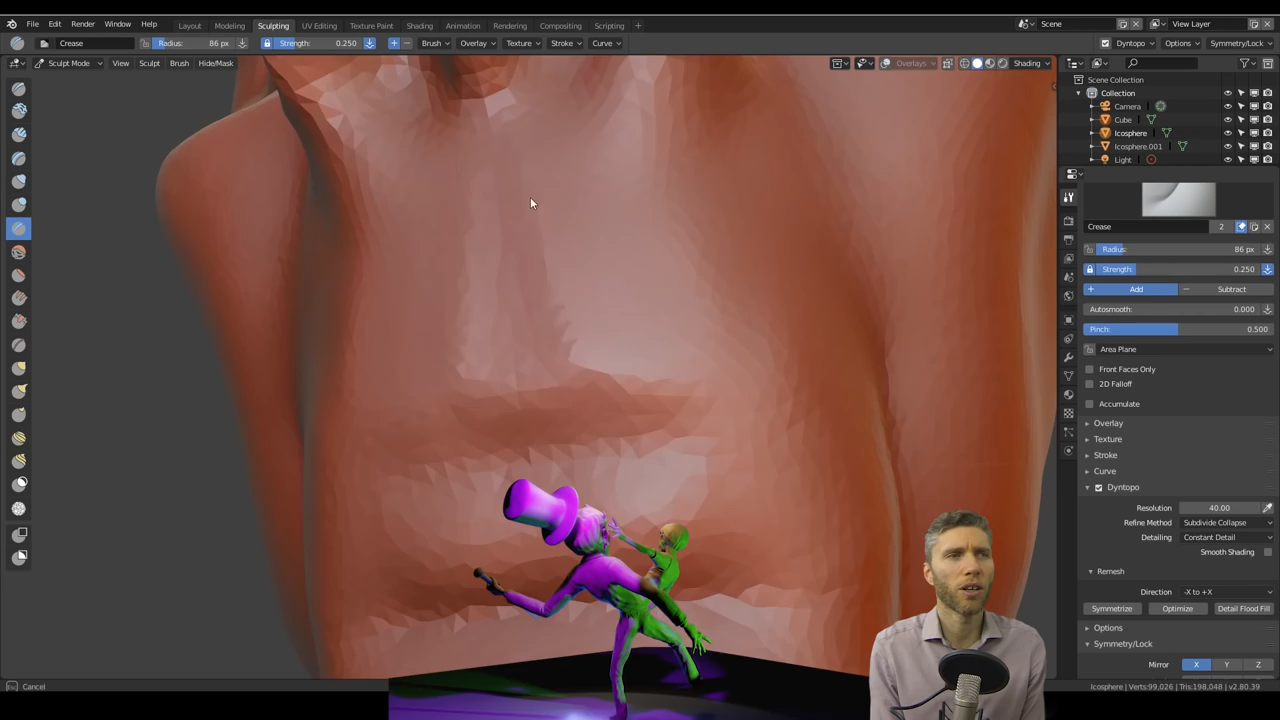 File Edit Render Window Help Layout Modeling Sculpting UV Editing Texture Paint Shading Animation Rendering Compositing Scripting + Scene View Layer
Crease Radius: 86 px Strength: 0.250 + − Brush Overlay Texture Stroke Curve Dyntopo Options Symmetry/Lock
Sculpt Mode View Sculpt Brush Hide/Mask Overlays Shading
Scene Collection
Collection
Camera
Cube
Icosphere
Icosphere.001
Light
Crease 2
Radius: 86 px
Strength: 0.250
+ Add − Subtract
Autosmooth: 0.000
Pinch: 0.500
Area Plane
Front Faces Only
2D Falloff
Accumulate
Overlay
Texture
Stroke
Curve
Dyntopo
Resolution 40.00
Refine Method Subdivide Collapse
Detailing Constant Detail
Smooth Shading
Remesh
Direction -X to +X
Symmetrize Optimize Detail Flood Fill
Options
Symmetry/Lock
Mirror X Y Z
Cancel Icosphere | Verts:99,026 | Tris:198,048 | v2.80.39